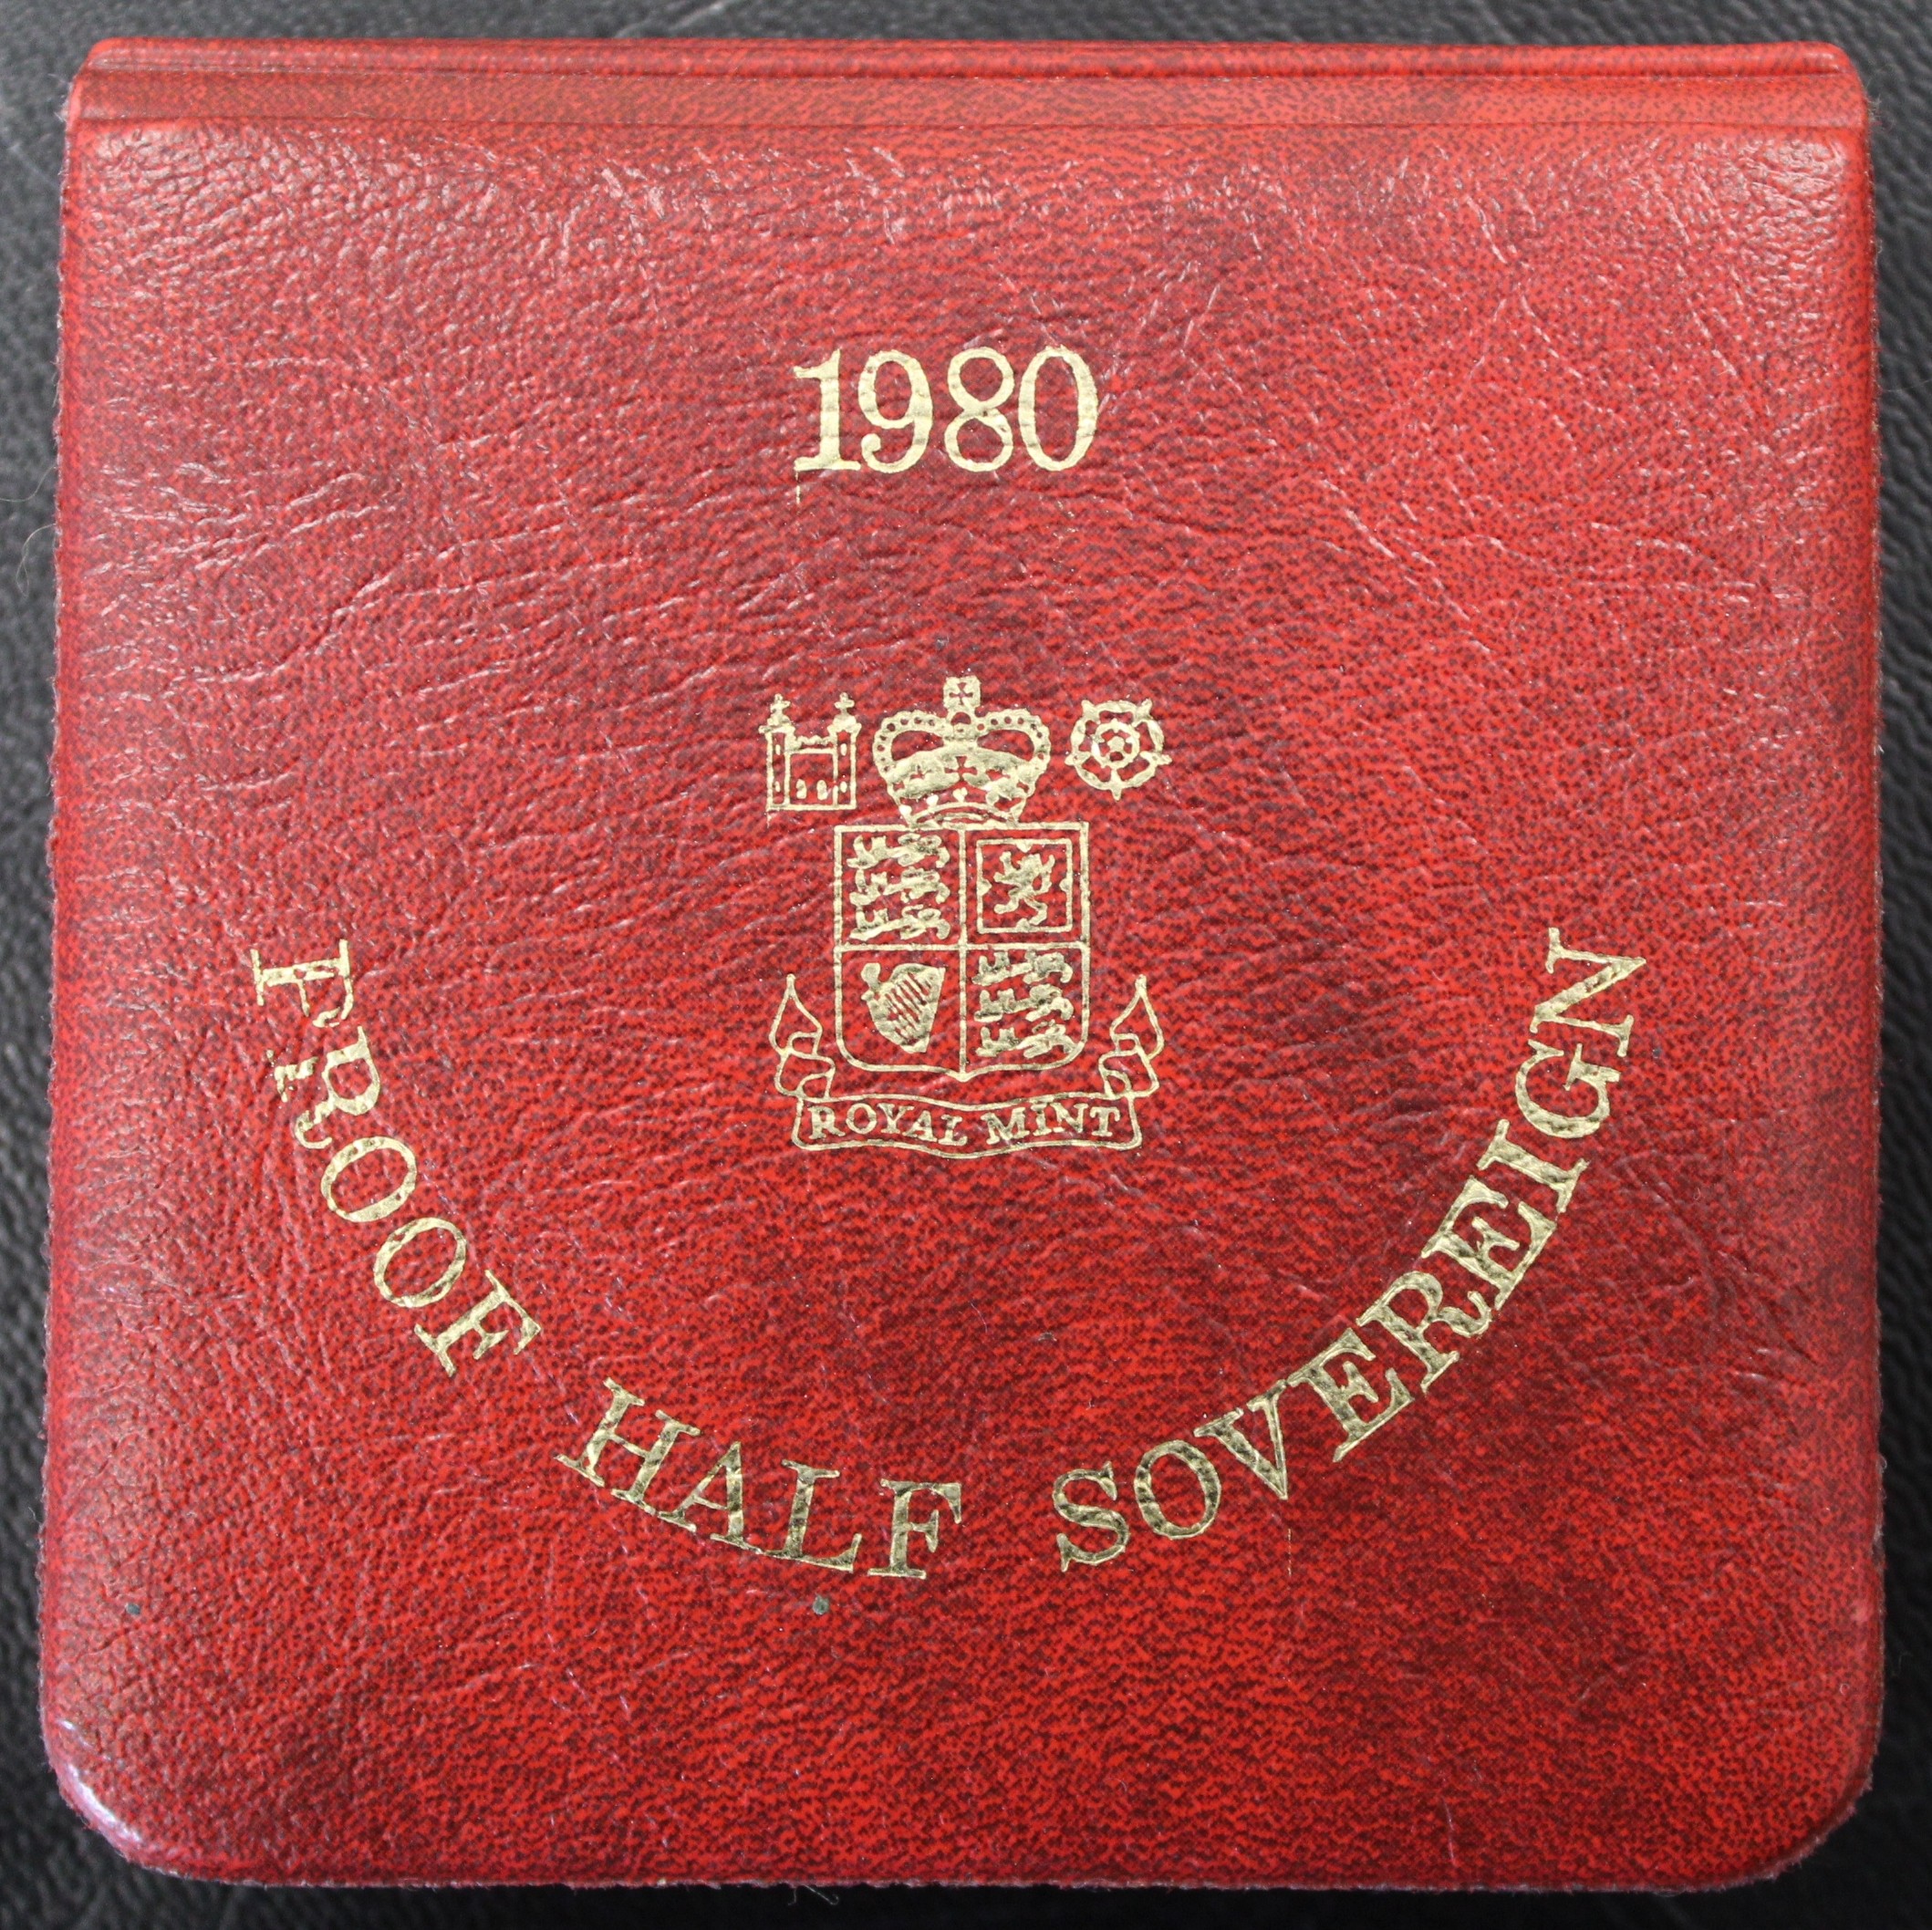 1980
ROYAL MINT
PROOF HALF SOVEREIGN